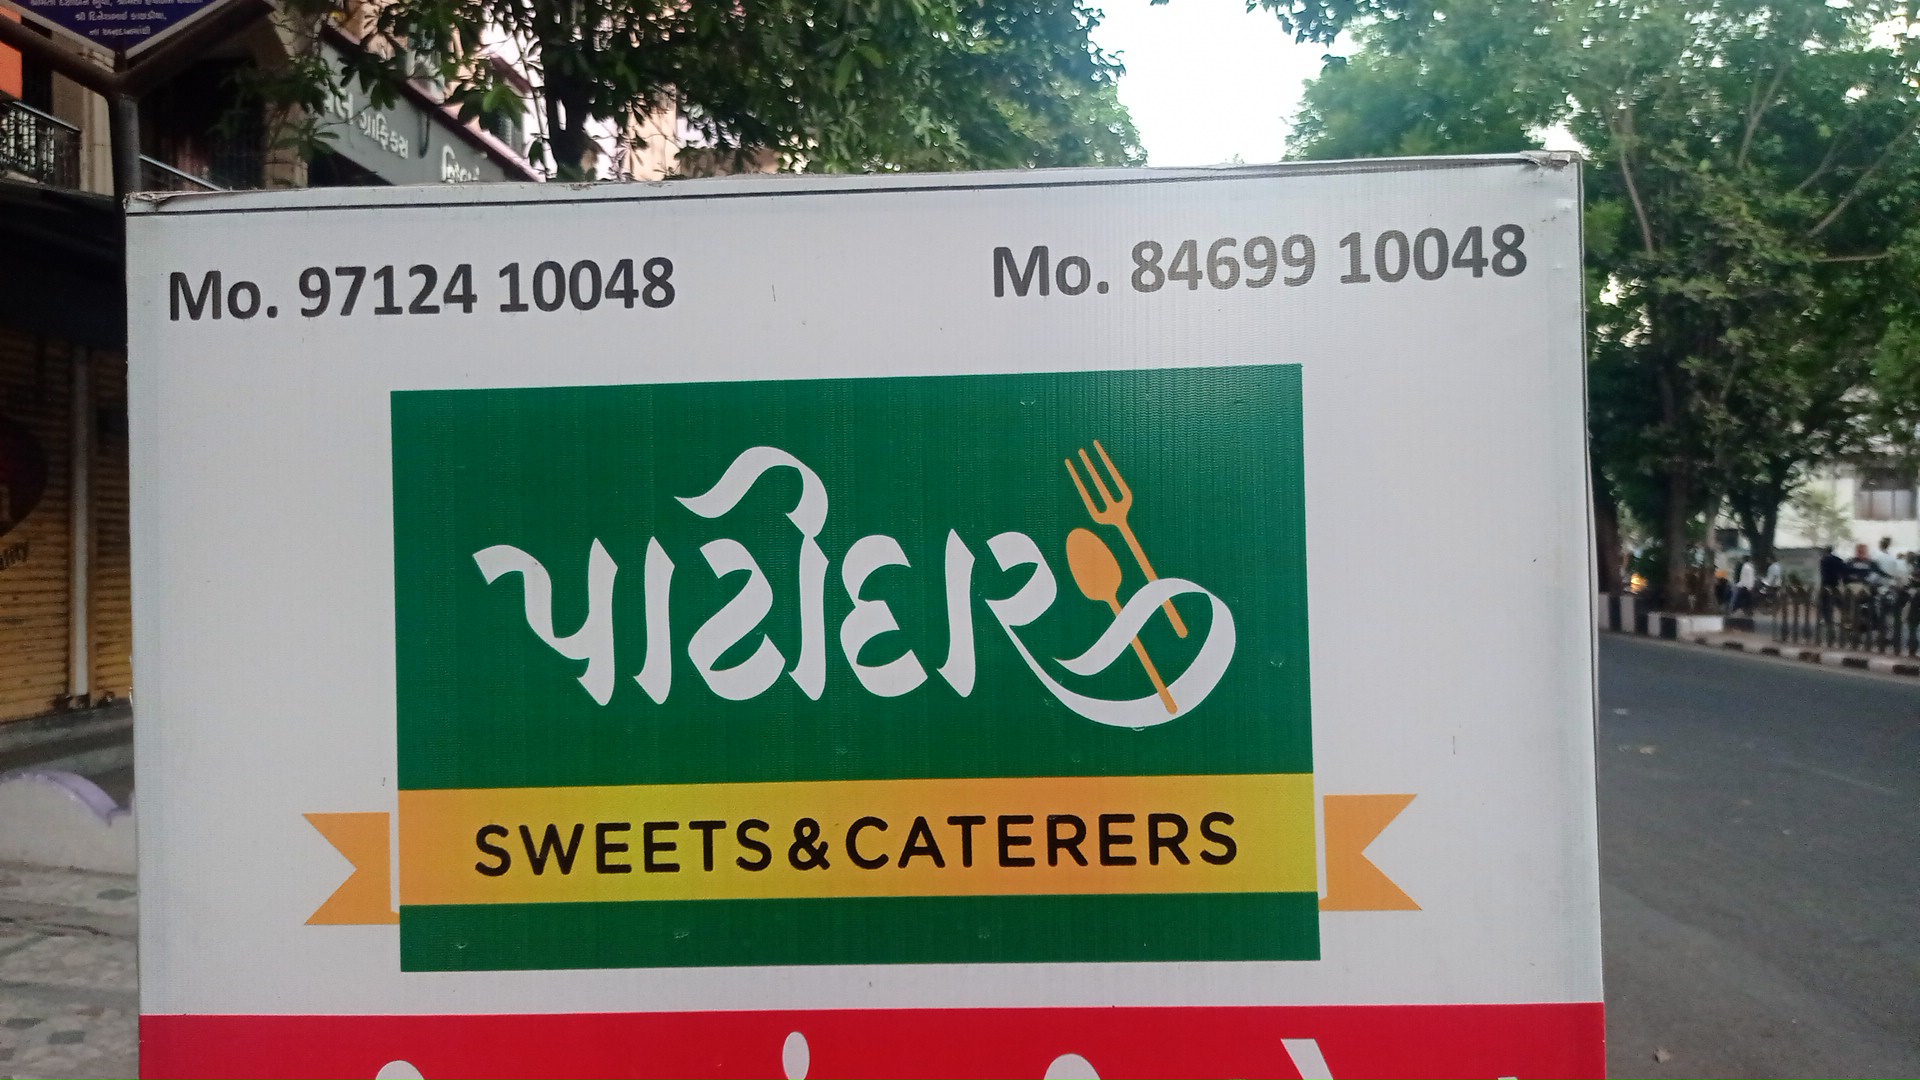 ગ્રાફિક્સ
Mo. 97124 10048 Mo. 84699 10048
પાટીદાર
SWEETS & CATERERS